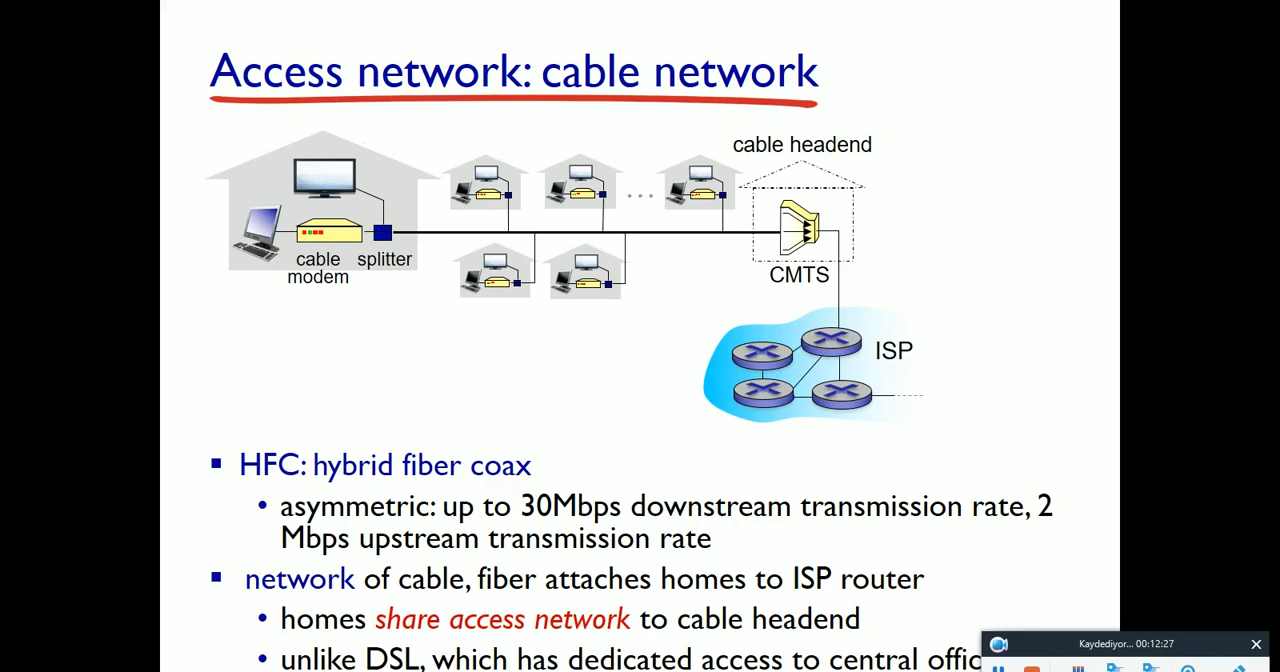 Access network: cable network
cable headend
cable
modem
splitter
CMTS
ISP
HFC: hybrid fiber coax
asymmetric: up to 30Mbps downstream transmission rate, 2
Mbps upstream transmission rate
network of cable, fiber attaches homes to ISP router
homes share access network to cable headend
unlike DSL, which has dedicated access to central offic
Kaydediyor... 00:12:27